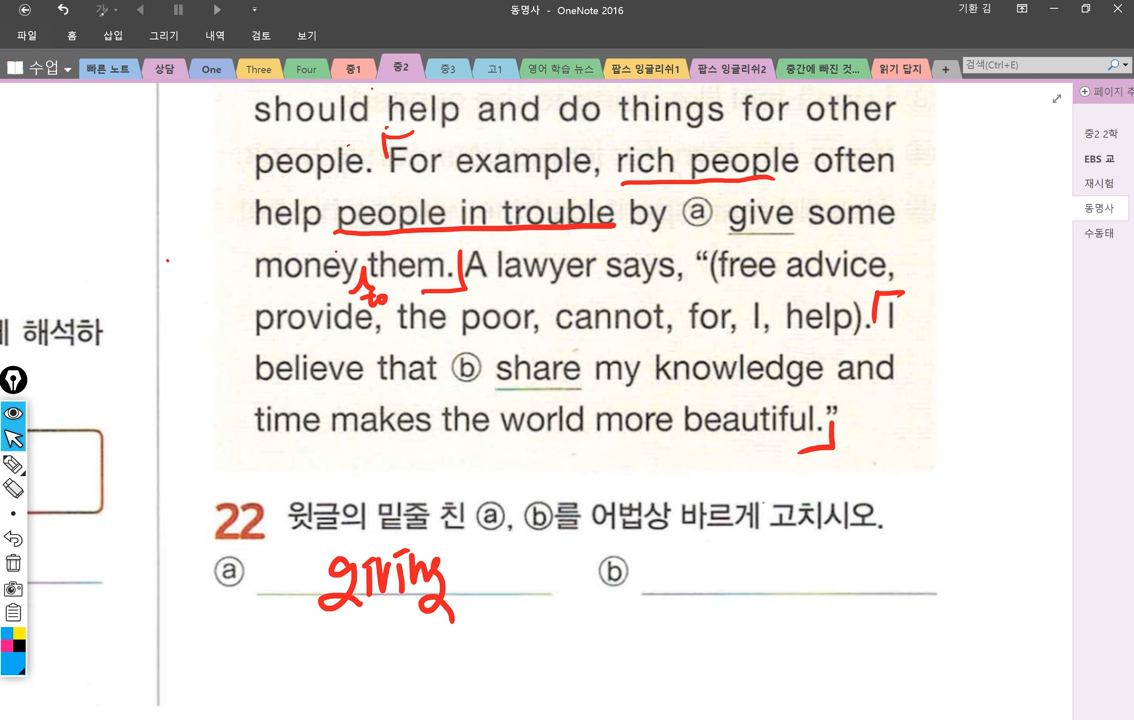 동명사 - OneNote 2016
기환 김
파일 홈 삽입 그리기 내역 검토 보기
수업 빠른 노트 상담 One Three Four 중1 중2 중3 고1 영어 학습 뉴스 팝스 잉글리쉬1 팝스 잉글리쉬2 중간에 빠진 것... 읽기 답지 + 검색(Ctrl+E)
페이지 추
중2 2학
EBS 교
재시험
동명사
수동태
해석하
should help and do things for other
people. For example, rich people often
help people in trouble by ⓐ give some
money them. A lawyer says, “(free advice,
to
provide, the poor, cannot, for, I, help). I
believe that ⓑ share my knowledge and
time makes the world more beautiful.”
22 윗글의 밑줄 친 ⓐ, ⓑ를 어법상 바르게 고치시오.
ⓐ giving ⓑ